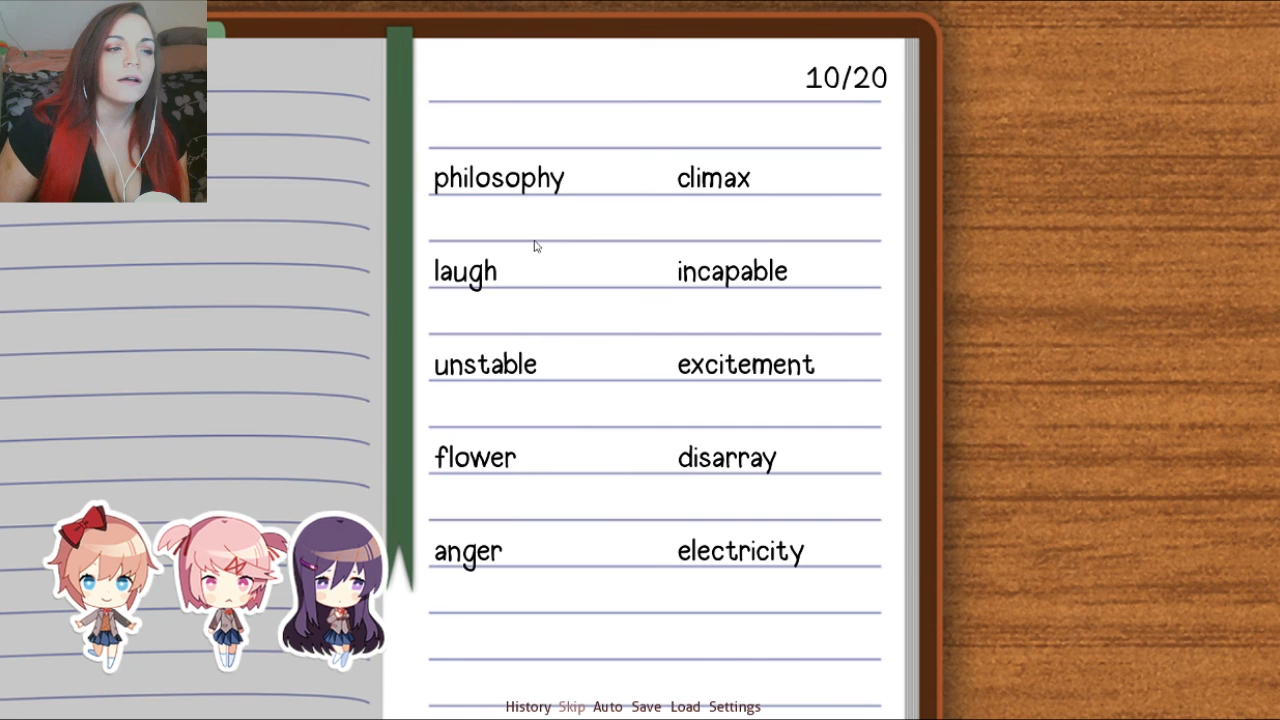 10/20
philosophy climax
laugh incapable
unstable excitement
flower disarray
anger electricity
History Skip Auto Save Load Settings